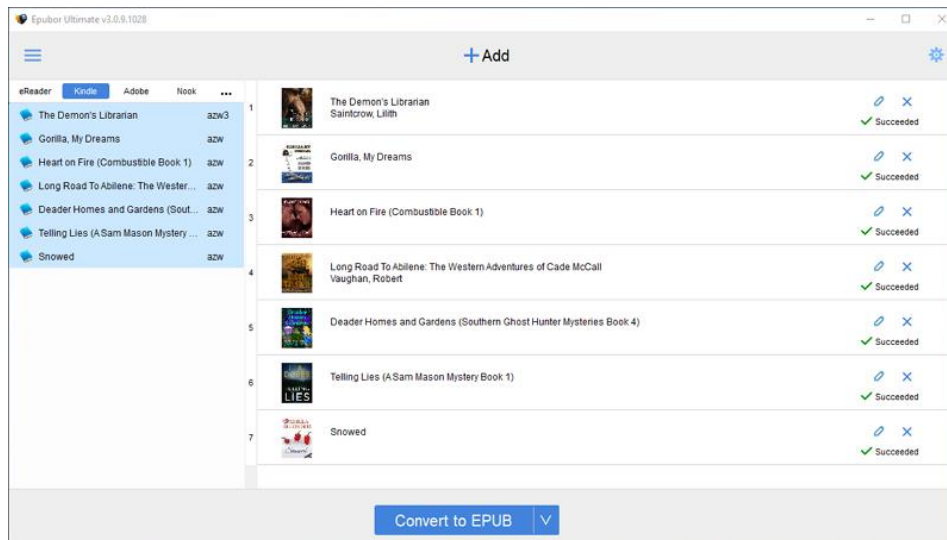 Epubor Ultimate v3.0.9.1028
+Add
eReader Kindle Adobe Nook ...
The Demon's Librarian azw3
Gorilla, My Dreams azw
Heart on Fire (Combustible Book 1) azw
Long Road To Abilene: The Wester... azw
Deader Homes and Gardens (Sout... azw
Telling Lies (A Sam Mason Mystery ... azw
Snowed azw
1
The Demon's Librarian
Saintcrow, Lilith
Succeeded
2
Gorilla, My Dreams
Succeeded
3
Heart on Fire (Combustible Book 1)
Succeeded
4
Long Road To Abilene: The Western Adventures of Cade McCall
Vaughan, Robert
Succeeded
5
Deader Homes and Gardens (Southern Ghost Hunter Mysteries Book 4)
Succeeded
6
LIES
Telling Lies (A Sam Mason Mystery Book 1)
Succeeded
7
Snowed
Succeeded
Convert to EPUB